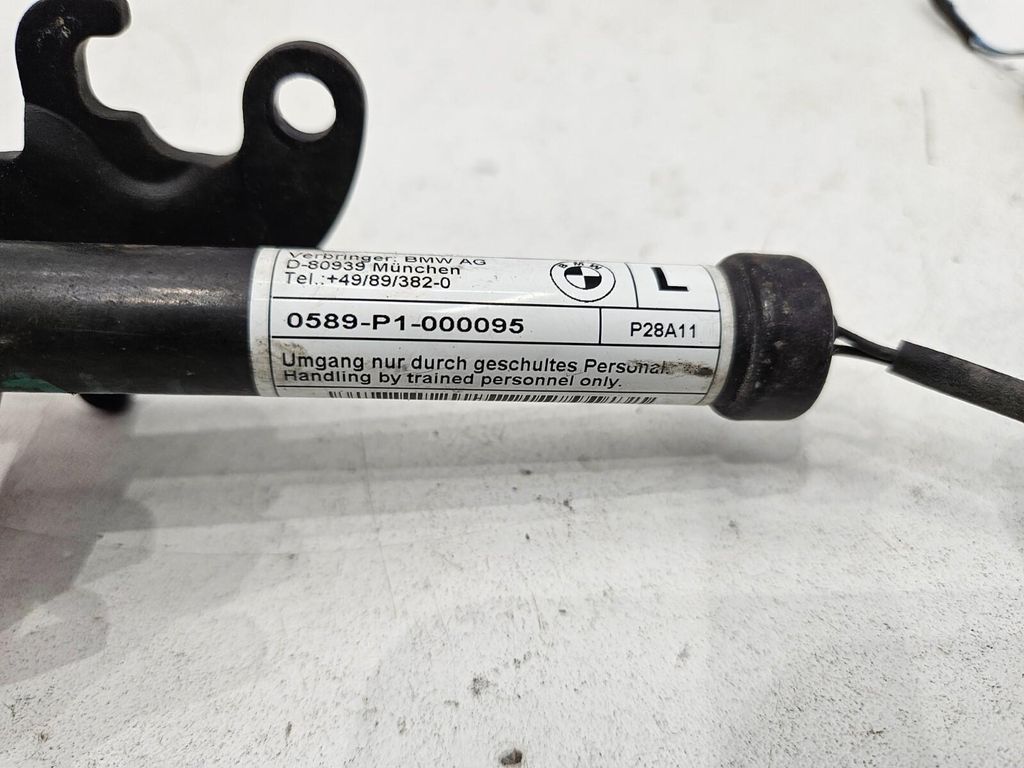 Verbringer: BMW AG
D-80939 München
Tel.:+49/89/382-0
BMW
L
0589-P1-000095
P28A11
Umgang nur durch geschultes Personal.
Handling by trained personnel only.